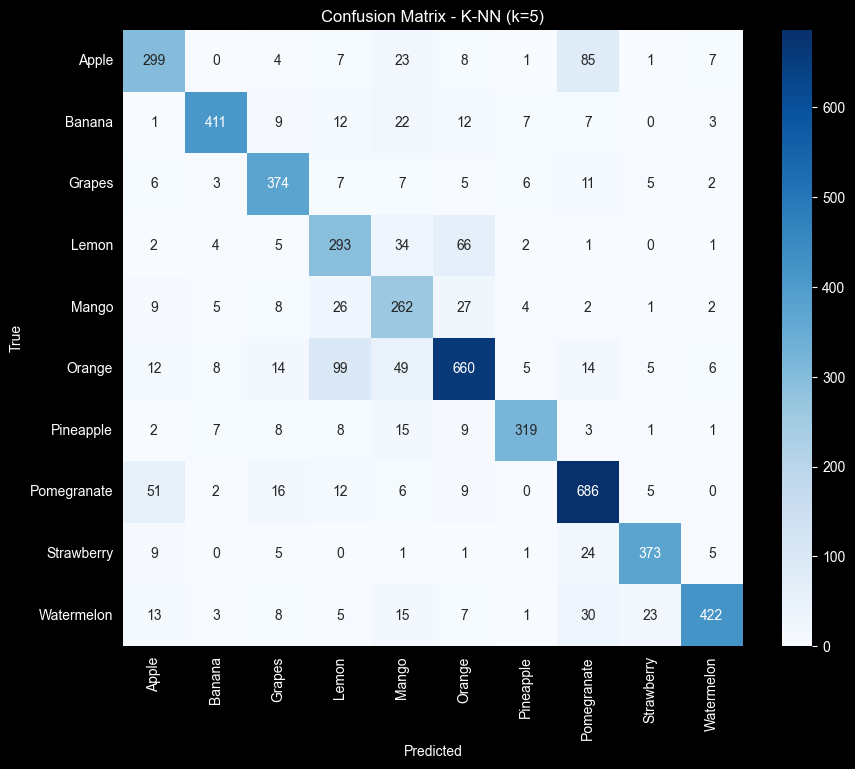 Confusion Matrix - K-NN (k=5)
True
Apple 299 0 4 7 23 8 1 85 1 7
Banana 1 411 9 12 22 12 7 7 0 3
Grapes 6 3 374 7 7 5 6 11 5 2
Lemon 2 4 5 293 34 66 2 1 0 1
Mango 9 5 8 26 262 27 4 2 1 2
Orange 12 8 14 99 49 660 5 14 5 6
Pineapple 2 7 8 8 15 9 319 3 1 1
Pomegranate 51 2 16 12 6 9 0 686 5 0
Strawberry 9 0 5 0 1 1 1 24 373 5
Watermelon 13 3 8 5 15 7 1 30 23 422
Apple Banana Grapes Lemon Mango Orange Pineapple Pomegranate Strawberry Watermelon
Predicted
600
500
400
300
200
100
0